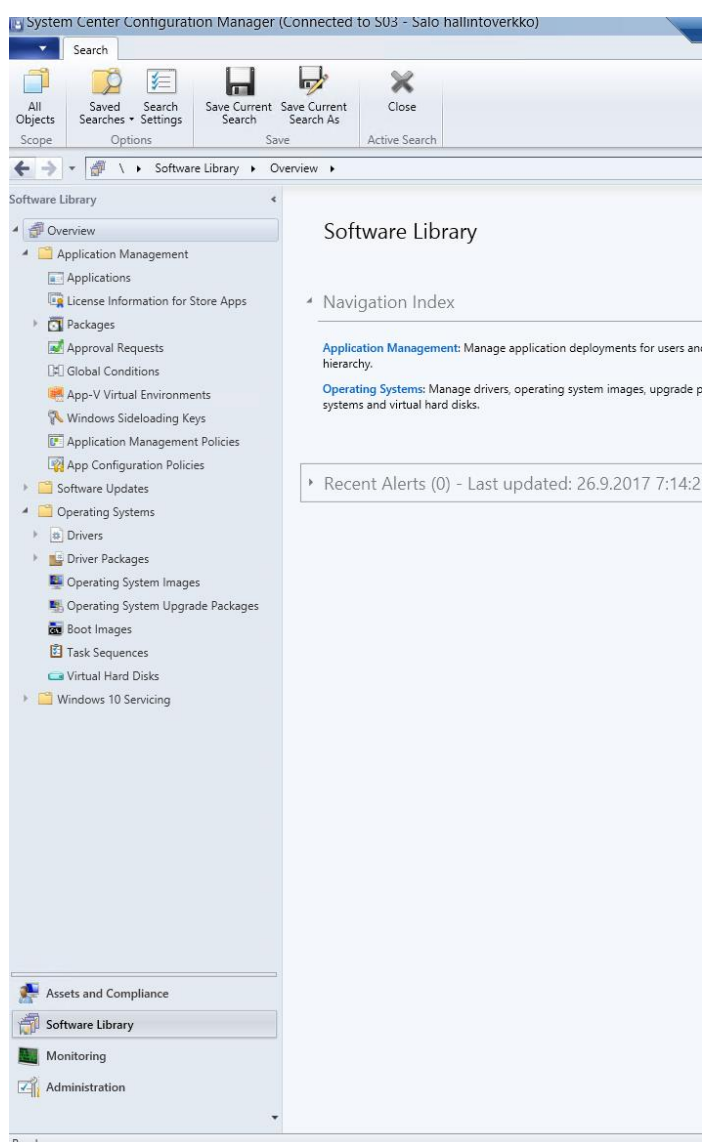 System Center Configuration Manager (Connected to S03 - Salo hallintoverkko)
Search
All Objects
Saved Searches
Search Settings
Save Current Search
Save Current Search As
Close
Scope
Options
Save
Active Search
\ Software Library Overview
Software Library
Overview
Application Management
Applications
License Information for Store Apps
Packages
Approval Requests
Global Conditions
App-V Virtual Environments
Windows Sideloading Keys
Application Management Policies
App Configuration Policies
Software Updates
Operating Systems
Drivers
Driver Packages
Operating System Images
Operating System Upgrade Packages
Boot Images
Task Sequences
Virtual Hard Disks
Windows 10 Servicing
Assets and Compliance
Software Library
Monitoring
Administration
Software Library
Navigation Index
Application Management: Manage application deployments for users and
hierarchy.
Operating Systems: Manage drivers, operating system images, upgrade p
systems and virtual hard disks.
Recent Alerts (0) - Last updated: 26.9.2017 7:14:2